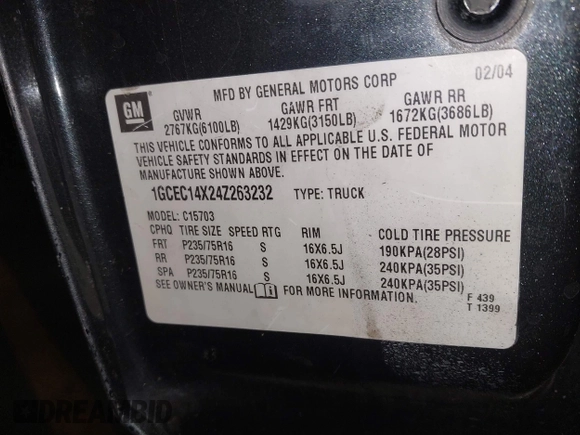 MFD BY GENERAL MOTORS CORP 02/04
GM
GVWR GAWR FRT GAWR RR
2767KG(6100LB) 1429KG(3150LB) 1672KG(3686LB)
THIS VEHICLE CONFORMS TO ALL APPLICABLE U.S. FEDERAL MOTOR
VEHICLE SAFETY STANDARDS IN EFFECT ON THE DATE OF
MANUFACTURE SHOWN ABOVE.
1GCEC14X24Z263232 TYPE: TRUCK
MODEL: C15703
CPHQ TIRE SIZE SPEED RTG RIM COLD TIRE PRESSURE
FRT P235/75R16 S 16X6.5J 190KPA(28PSI)
RR P235/75R16 S 16X6.5J 240KPA(35PSI)
SPA P235/75R16 S 16X6.5J 240KPA(35PSI)
SEE OWNER'S MANUAL FOR MORE INFORMATION.
F 439
T 1399
DREAMBID